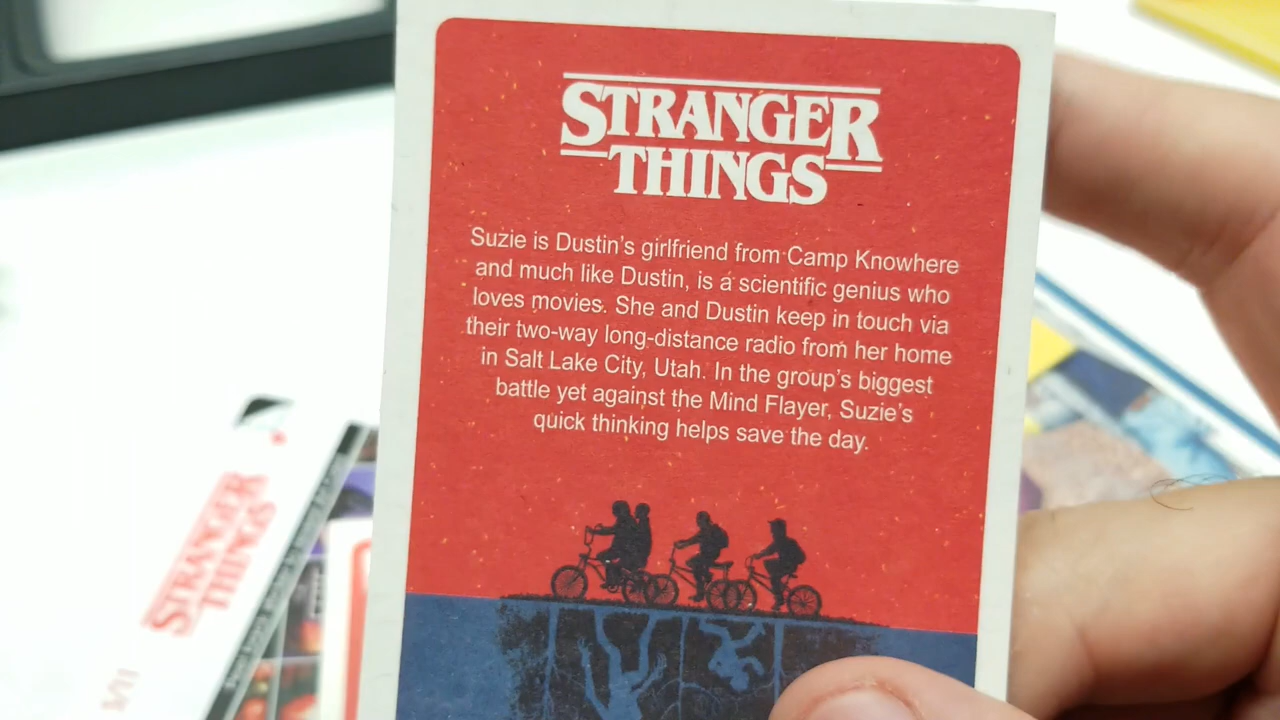 STRANGER
THINGS
Suzie is Dustin's girlfriend from Camp Knowhere
and much like Dustin, is a scientific genius who
loves movies. She and Dustin keep in touch via
their two-way long-distance radio from her home
in Salt Lake City, Utah. In the group's biggest
battle yet against the Mind Flayer, Suzie's
quick thinking helps save the day.
STRANGER
THINGS